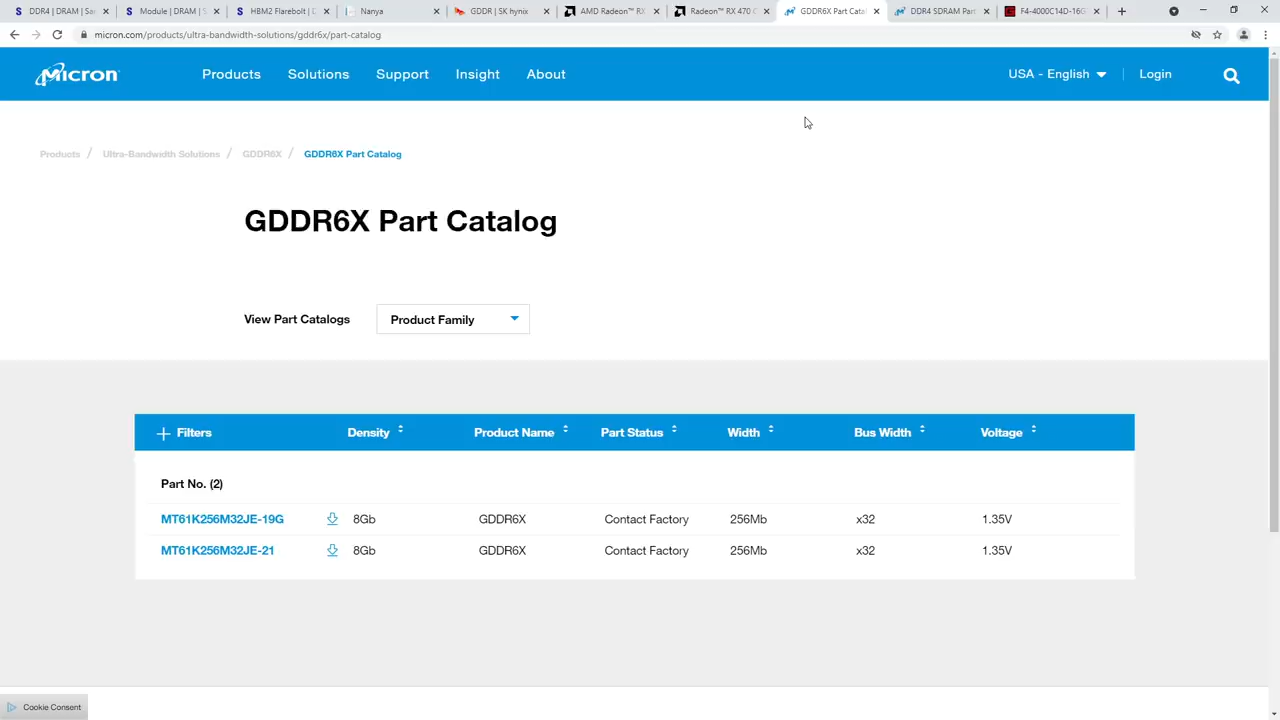 DDR4 | DRAM | Sa
Module | DRAM | S
HBM2 Flarebolt | D
Nanya
GDDR | SK hynix
AMD Radeon™ RX
Radeon™ RX 470 G
GDDR6X Part Cata
DDR4 SDRAM Part
F4-4000C14D-16G
micron.com/products/ultra-bandwidth-solutions/gddr6x/part-catalog
Micron Products Solutions Support Insight About USA - English Login
Products / Ultra-Bandwidth Solutions / GDDR6X / GDDR6X Part Catalog
GDDR6X Part Catalog
View Part Catalogs Product Family
Filters Density Product Name Part Status Width Bus Width Voltage
Part No. (2)
MT61K256M32JE-19G 8Gb GDDR6X Contact Factory 256Mb x32 1.35V
MT61K256M32JE-21 8Gb GDDR6X Contact Factory 256Mb x32 1.35V
Cookie Consent